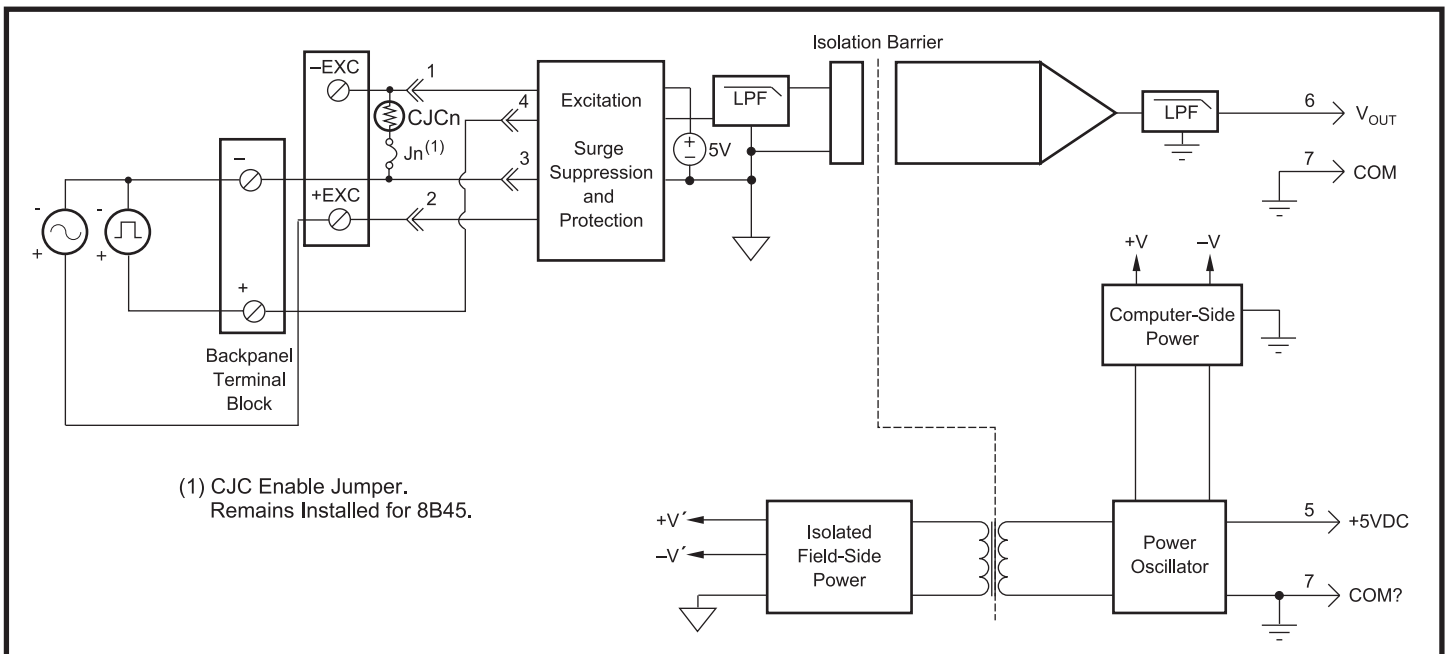 Isolation Barrier
–EXC
1
CJCn
Jn(1)
4
–
3
+EXC
2
-
+
-
+
+
Backpanel
Terminal
Block
Excitation
Surge
Suppression
and
Protection
+
–
5V
LPF
LPF
6
VOUT
7
COM
+V
–V
Computer-Side
Power
(1) CJC Enable Jumper.
Remains Installed for 8B45.
+V´
–V´
Isolated
Field-Side
Power
Power
Oscillator
5
+5VDC
7
COM?